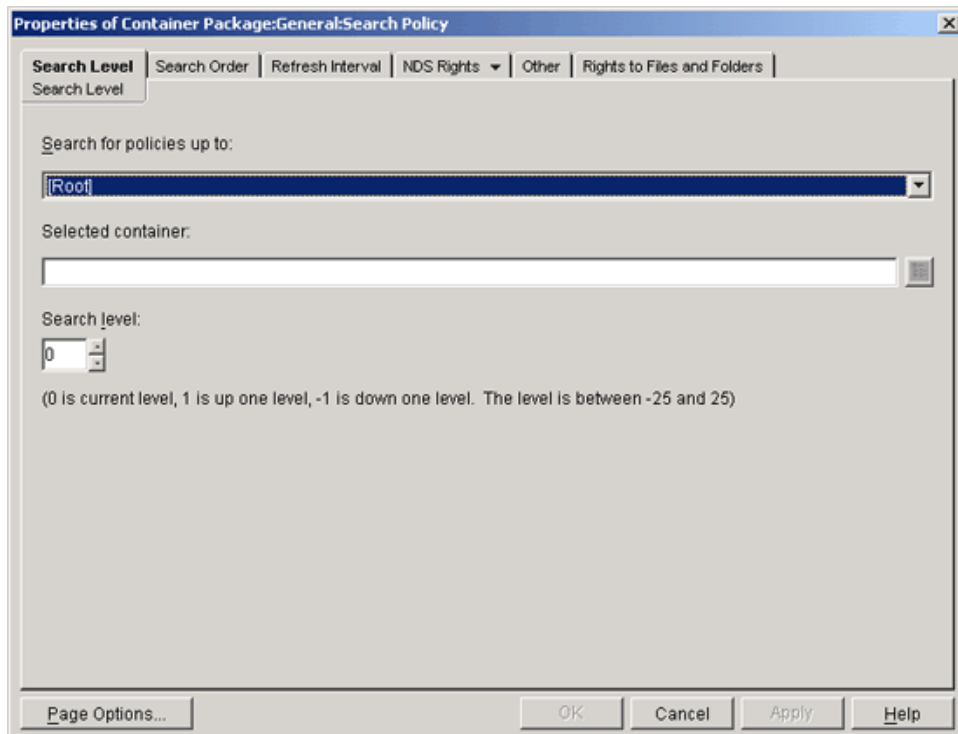 Properties of Container Package:General:Search Policy
Search Level Search Order Refresh Interval NDS Rights Other Rights to Files and Folders
Search Level
Search for policies up to:
[Root]
Selected container:
Search level:
0
(0 is current level, 1 is up one level, -1 is down one level. The level is between -25 and 25)
Page Options... OK Cancel Apply Help